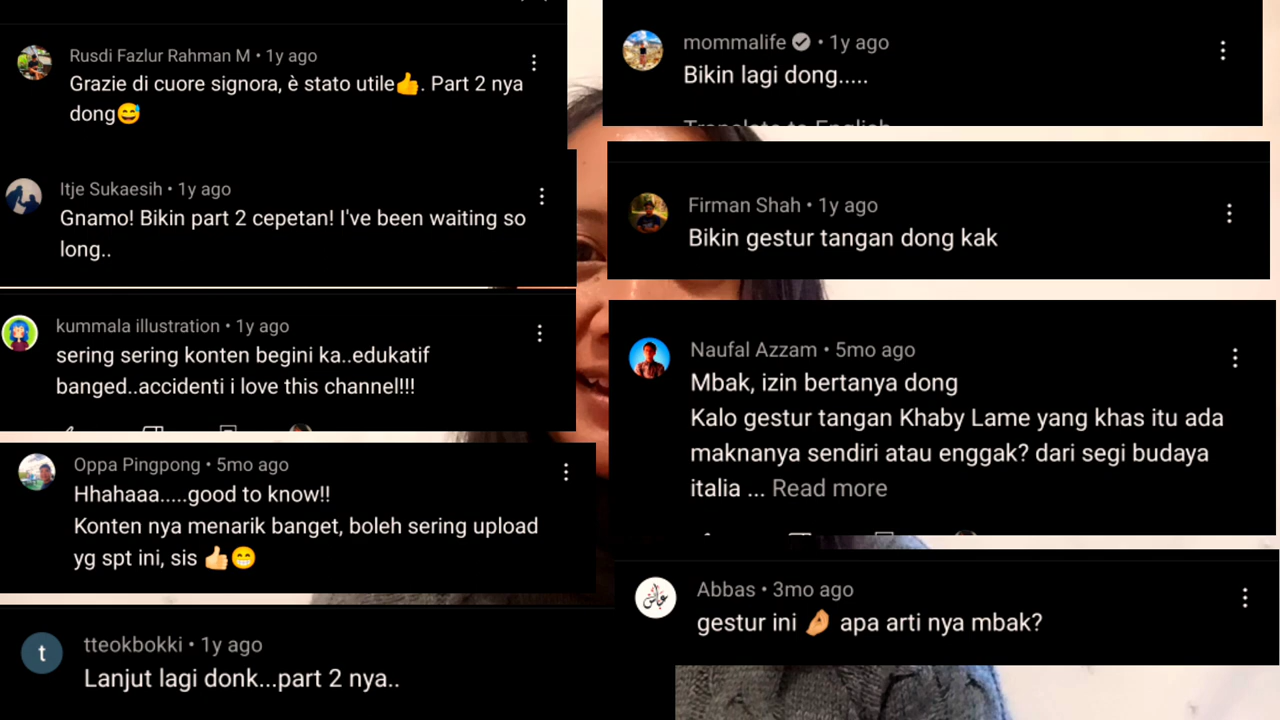 Rusdi Fazlur Rahman M • 1y ago
Grazie di cuore signora, è stato utile👍. Part 2 nya
dong😅
Itje Sukaesih • 1y ago
Gnamo! Bikin part 2 cepetan! I've been waiting so
long..
kummala illustration • 1y ago
sering sering konten begini ka..edukatif
banged..accidenti i love this channel!!!
Oppa Pingpong • 5mo ago
Hhahaaa.....good to know!!
Konten nya menarik banget, boleh sering upload
yg spt ini, sis 👍🏻😁
t
tteokbokki • 1y ago
Lanjut lagi donk...part 2 nya..
mommalife • 1y ago
Bikin lagi dong.....
Translate to English
Firman Shah • 1y ago
Bikin gestur tangan dong kak
Naufal Azzam • 5mo ago
Mbak, izin bertanya dong
Kalo gestur tangan Khaby Lame yang khas itu ada
maknanya sendiri atau enggak? dari segi budaya
italia ... Read more
عباس
Abbas • 3mo ago
gestur ini 🤌🏼 apa arti nya mbak?